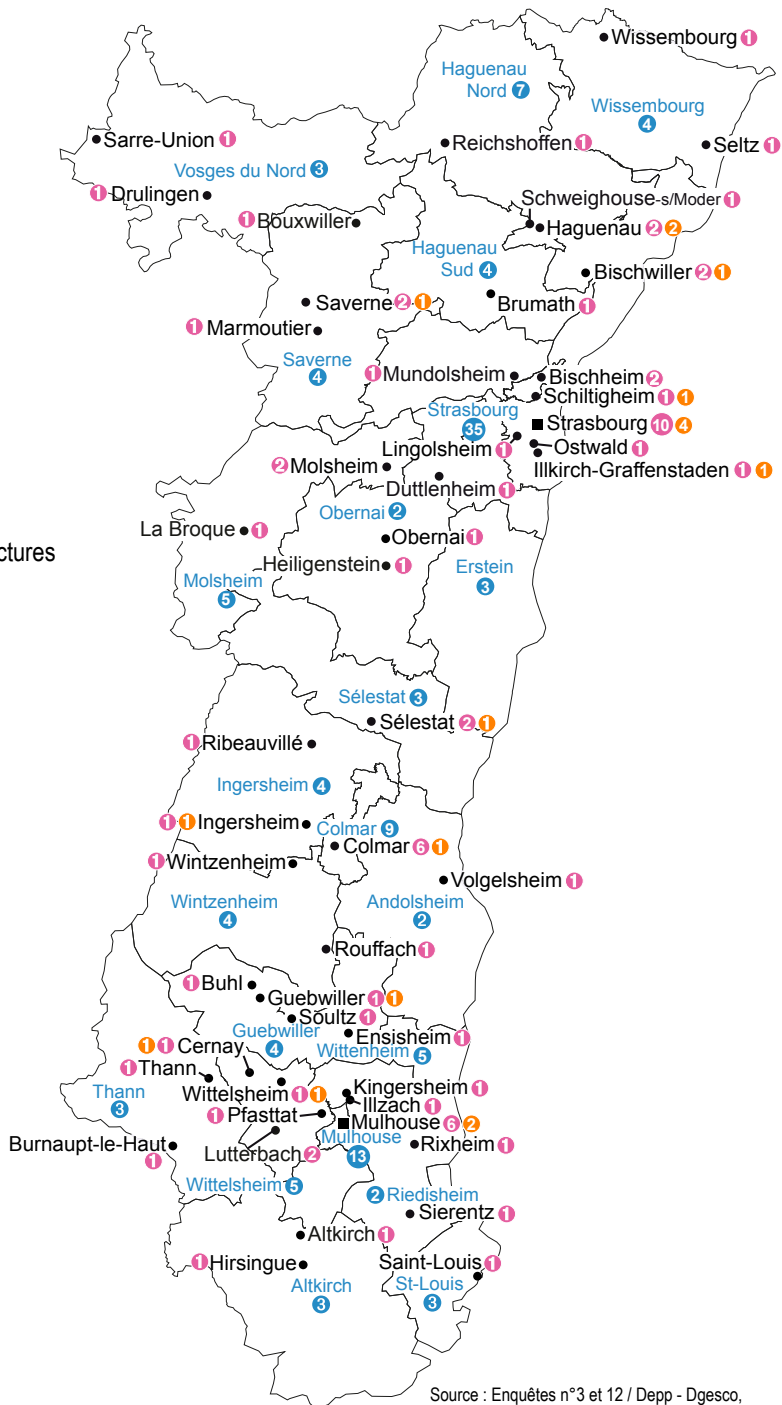 Wissembourg 1
Haguenau
Nord 7
Wissembourg
4
Sarre-Union 1
Reichshoffen 1
Seltz 1
Vosges du Nord 3
1 Drulingen
Schweighouse-s/Moder 1
1 Bouxwiller
Haguenau 2 2
Haguenau
Sud 4
Bischwiller 2 1
Saverne 2 1
Brumath 1
1 Marmoutier
Saverne
4
1 Mundolsheim
Bischheim 2
Schiltigheim 1 1
Strasbourg
35
Strasbourg 10 4
Lingolsheim 1
Ostwald 1
2 Molsheim
Illkirch-Graffenstaden 1 1
Duttlenheim 1
Obernai 2
La Broque 1
Obernai 1
ctures
Heiligenstein 1
Erstein
3
Molsheim
5
Sélestat 3
Sélestat 2 1
1 Ribeauvillé
Ingersheim 4
1 1 Ingersheim
Colmar 9
Colmar 6 1
1 Wintzenheim
Volgelsheim 1
Wintzenheim
4
Andolsheim
2
Rouffach 1
1 Buhl
Guebwiller 1 1
Soultz 1
Guebwiller
4
Ensisheim 1
Wittenheim 5
1 1 Cernay
1 Thann
Thann
3
Wittelsheim 1 1
Kingersheim 1
Illzach 1
1 Pfasttat
Mulhouse 6 2
Mulhouse
13
Burnaupt-le-Haut
1
Lutterbach 2
Rixheim 1
Wittelsheim 5
2 Riedisheim
Sierentz 1
Altkirch 1
1 Hirsingue
Saint-Louis 1
Altkirch
3
St-Louis
3
Source : Enquêtes n°3 et 12 / Depp - Dgesco,